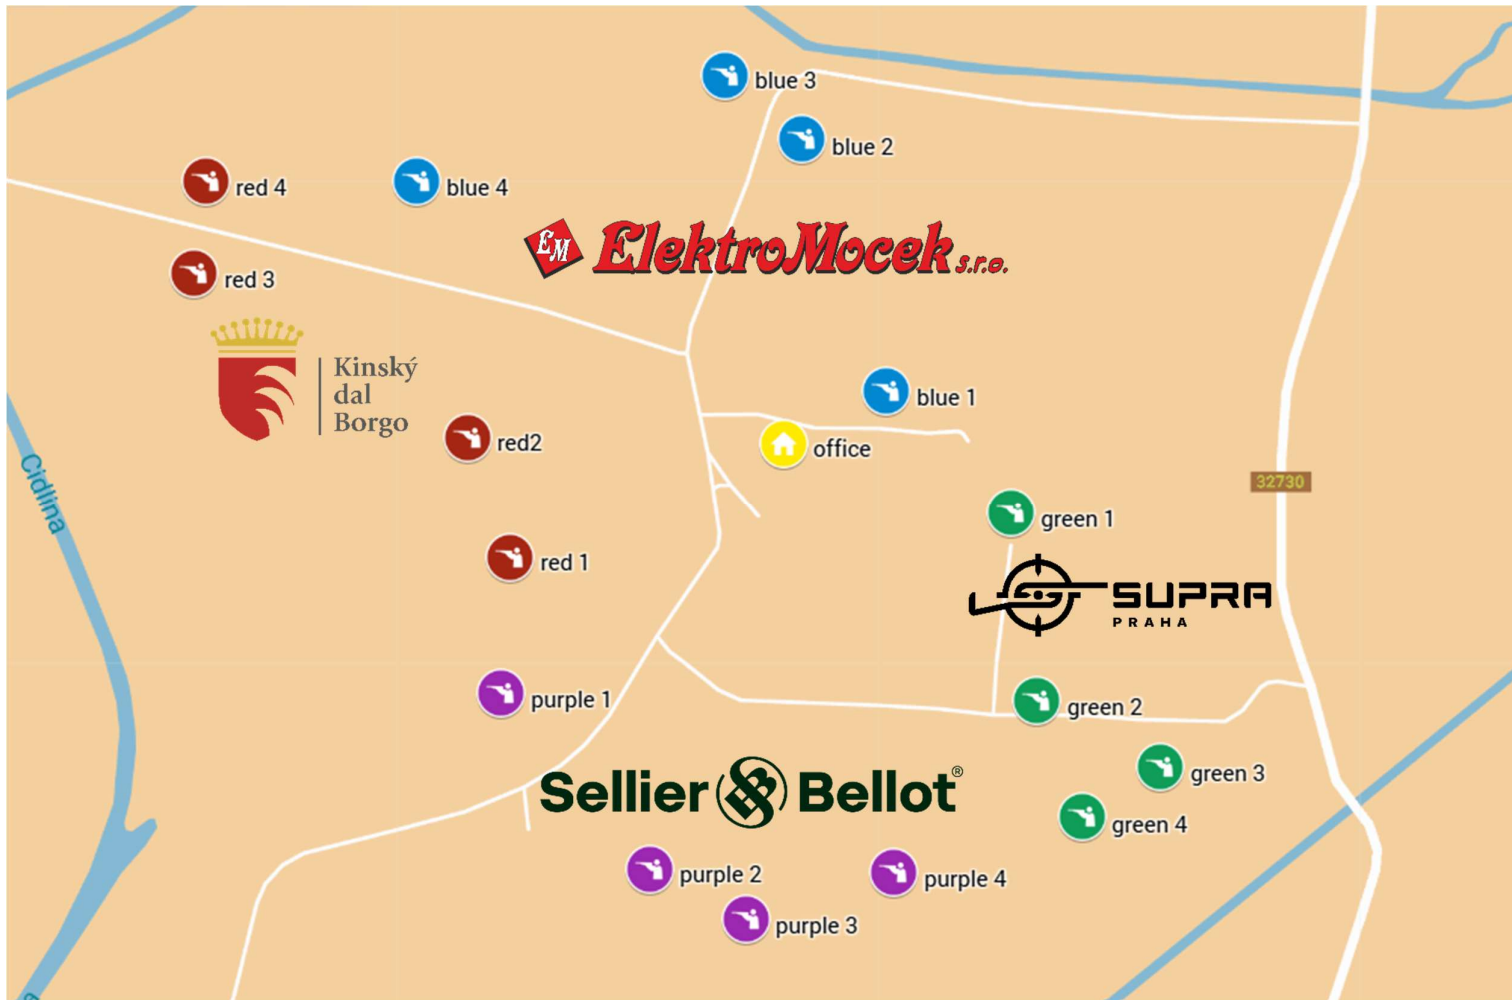 blue 3
blue 2
red 4
blue 4
EM ElektroMocek s.r.o.
red 3
Kinský
dal
Borgo
blue 1
red2
office
Cidlina
32730
green 1
red 1
SUPRA
PRAHA
purple 1
green 2
Sellier & Bellot®
green 3
green 4
purple 2
purple 4
purple 3